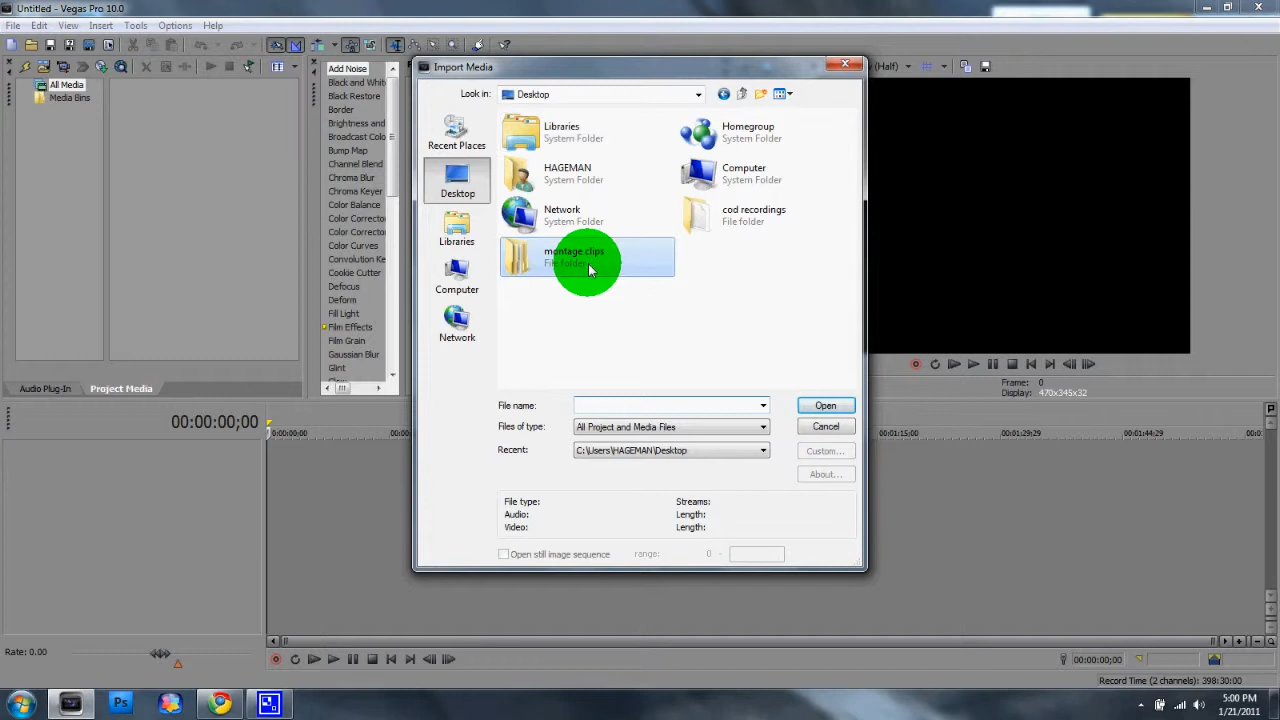 Untitled - Vegas Pro 10.0
File Edit View Insert Tools Options Help
All Media
Media Bins
Audio Plug-In Project Media
Add Noise
Black and Whit
Black Restore
Border
Brightness and
Broadcast Colo
Bump Map
Channel Blend
Chroma Blur
Chroma Keyer
Color Balance
Color Corrector
Color Corrector
Color Curves
Convolution Ke
Cookie Cutter
Defocus
Deform
Fill Light
Film Effects
Film Grain
Gaussian Blur
Glint
Import Media
Look in: Desktop
Recent Places
Desktop
Libraries
Computer
Network
Libraries
System Folder
Homegroup
System Folder
HAGEMAN
System Folder
Computer
System Folder
Network
System Folder
cod recordings
File folder
montage clips
File folder
File name: Open
Files of type: All Project and Media Files Cancel
Recent: C:\Users\HAGEMAN\Desktop Custom...
About...
File type: Streams:
Audio: Length:
Video: Length:
Open still image sequence range: 0 -
(Half)
Frame: 0
Display: 470x345x32
00:00:00;00
00:00:00;00 00:01:15;00 00:01:29;29 00:01:44;29
Rate: 0.00
00:00:00;00
Record Time (2 channels): 398:30:00
Ps
5:00 PM
1/21/2011